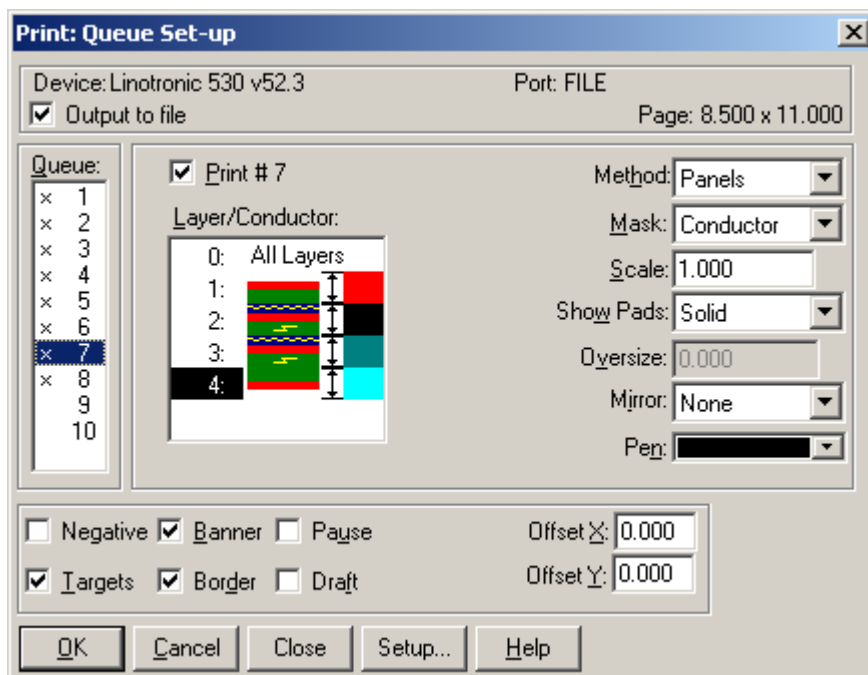 Print: Queue Set-up
Device: Linotronic 530 v52.3 Port: FILE
Output to file Page: 8.500 x 11.000
Queue:
x 1
x 2
x 3
x 4
x 5
x 6
x 7
x 8
9
10
Print # 7
Layer/Conductor:
0: All Layers
1:
2:
3:
4:
Method: Panels
Mask: Conductor
Scale: 1.000
Show Pads: Solid
Oversize: 0.000
Mirror: None
Pen:
Negative Banner Pause Offset X: 0.000
Targets Border Draft Offset Y: 0.000
OK Cancel Close Setup... Help